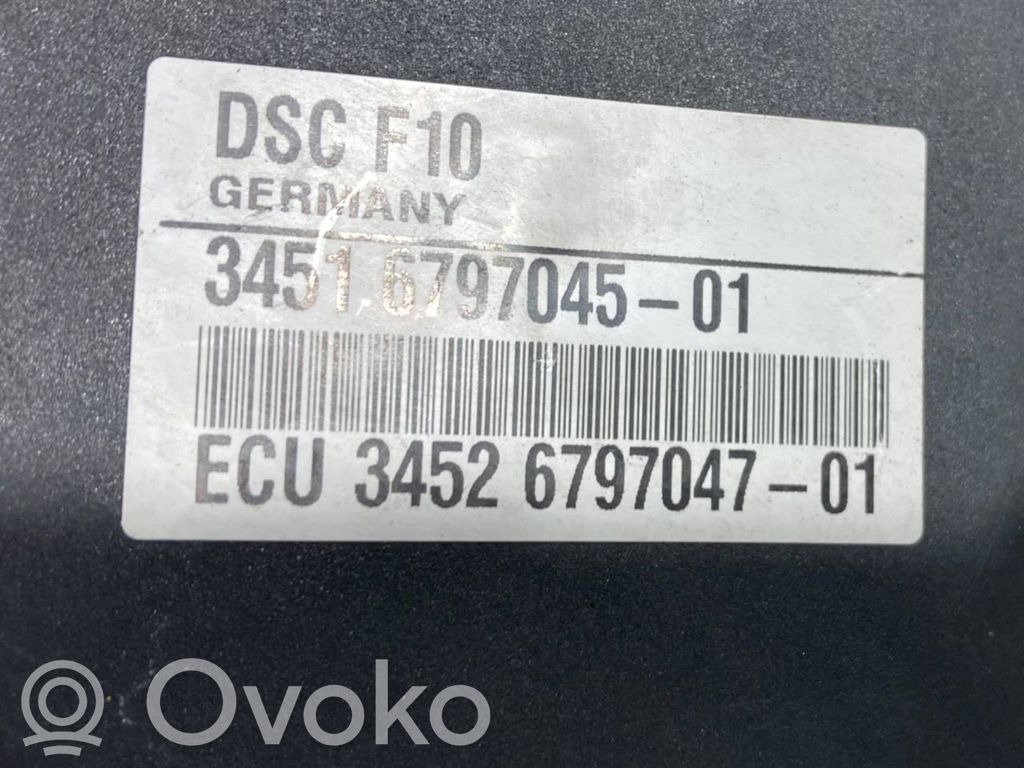 DSC F10
GERMANY
3451 6797045-01
ECU 3452 6797047-01
Ovoko